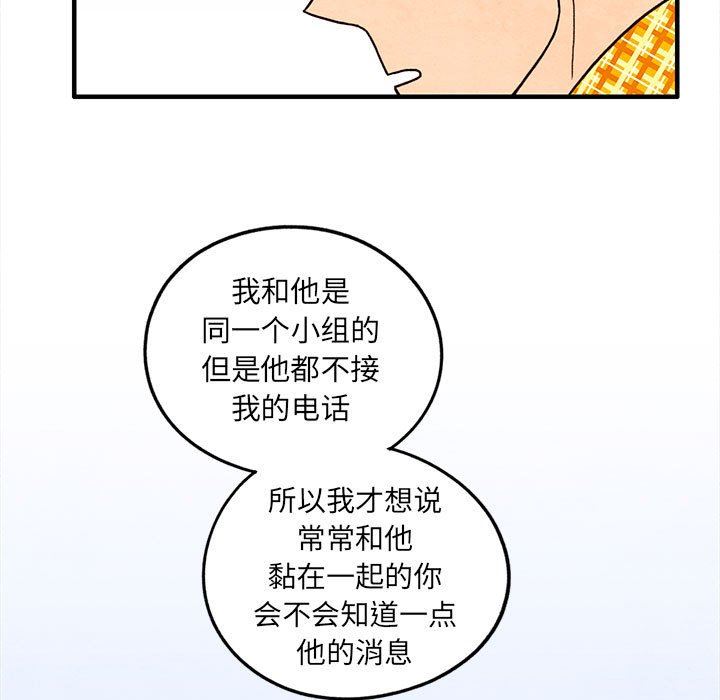 我和他是
同一个小组的
但是他都不接
我的电话
所以我才想说
常常和他
黏在一起的你
会不会知道一点
他的消息